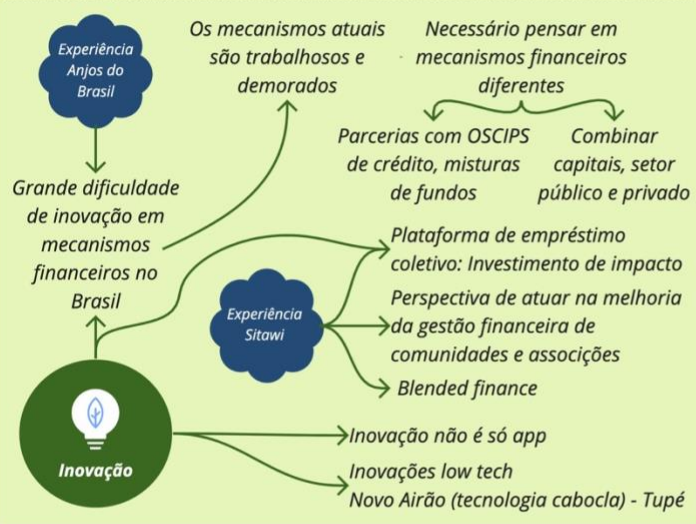 Experiência
Anjos do
Brasil
Os mecanismos atuais
são trabalhosos e
demorados
Necessário pensar em
mecanismos financeiros
diferentes
Parcerias com OSCIPS
de crédito, misturas
de fundos
Combinar
capitais, setor
público e privado
Grande dificuldade
de inovação em
mecanismos
financeiros no
Brasil
Plataforma de empréstimo
coletivo: Investimento de impacto
Experiência
Sitawi
Perspectiva de atuar na melhoria
da gestão financeira de
comunidades e associções
Blended finance
Inovação
Inovação não é só app
Inovações low tech
Novo Airão (tecnologia cabocla) - Tupé